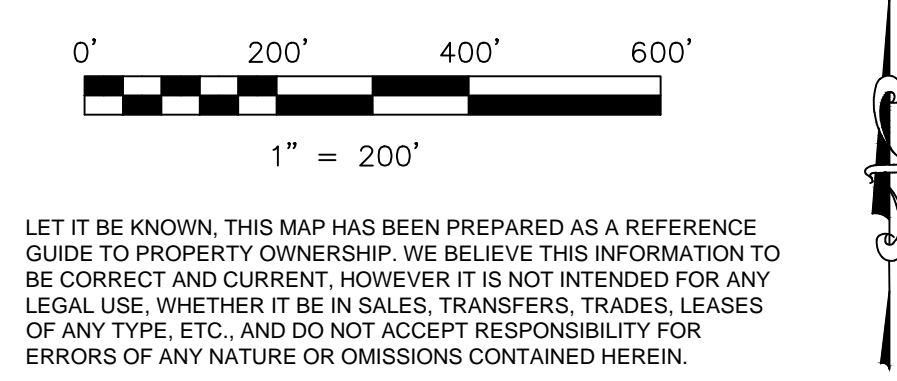 0' 200' 400' 600'
1" = 200'
LET IT BE KNOWN, THIS MAP HAS BEEN PREPARED AS A REFERENCE
GUIDE TO PROPERTY OWNERSHIP. WE BELIEVE THIS INFORMATION TO
BE CORRECT AND CURRENT, HOWEVER IT IS NOT INTENDED FOR ANY
LEGAL USE, WHETHER IT BE IN SALES, TRANSFERS, TRADES, LEASES
OF ANY TYPE, ETC., AND DO NOT ACCEPT RESPONSIBILITY FOR
ERRORS OF ANY NATURE OR OMISSIONS CONTAINED HEREIN.